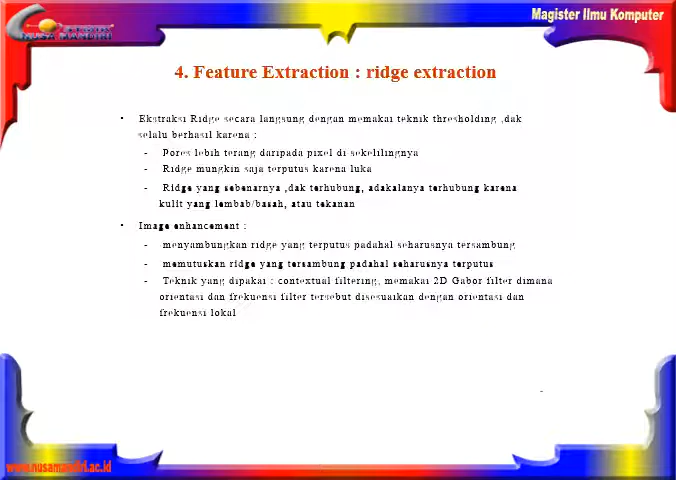 STMIK
NUSA MANDIRI
Magister Ilmu Komputer
4. Feature Extraction : ridge extraction
• Ekstraksi Ridge secara langsung dengan memakai teknik thresholding ,dak
selalu berhasil karena :
- Pores lebih terang daripada pixel di sekelilingnya
- Ridge mungkin saja terputus karena luka
- Ridge yang sebenarnya ,dak terhubung, adakalanya terhubung karena
kulit yang lembab/basah, atau tekanan
• Image enhancement :
- menyambungkan ridge yang terputus padahal seharusnya tersambung
- memutuskan ridge yang tersambung padahal seharusnya terputus
- Teknik yang dipakai : contextual filtering, memakai 2D Gabor filter dimana
orientasi dan frekuensi filter tersebut disesuaikan dengan orientasi dan
frekuensi lokal
-
www.nusamandiri.ac.id